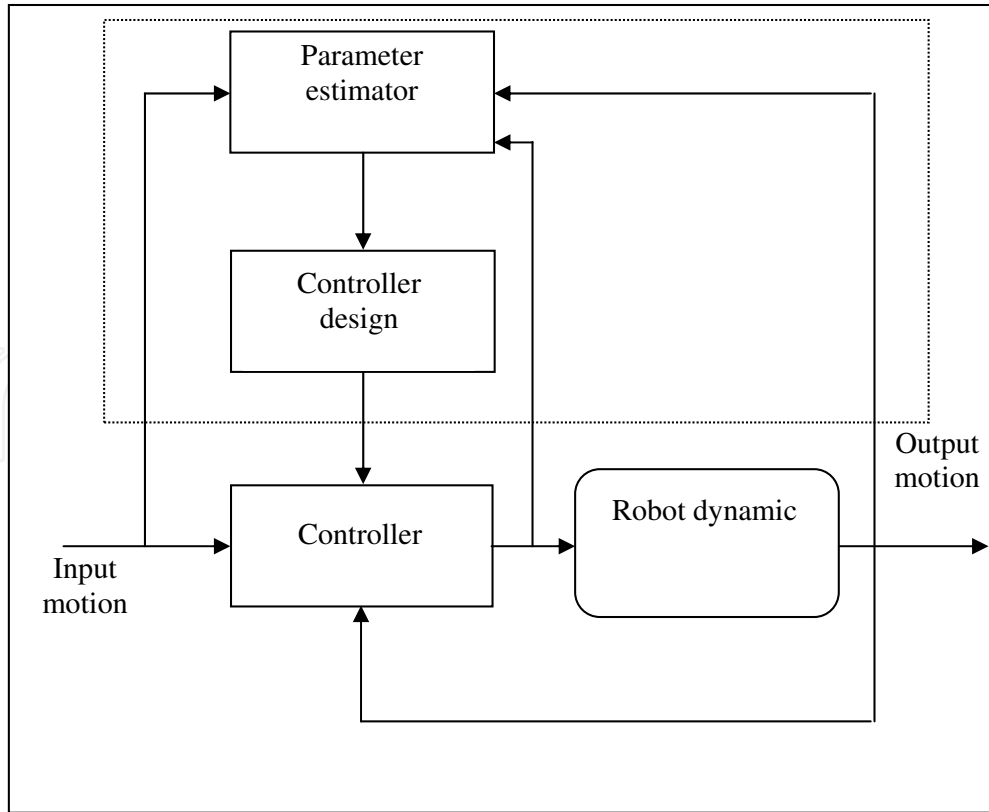 Parameter
estimator
Controller
design
Output
motion
Robot dynamic
Controller
Input
motion